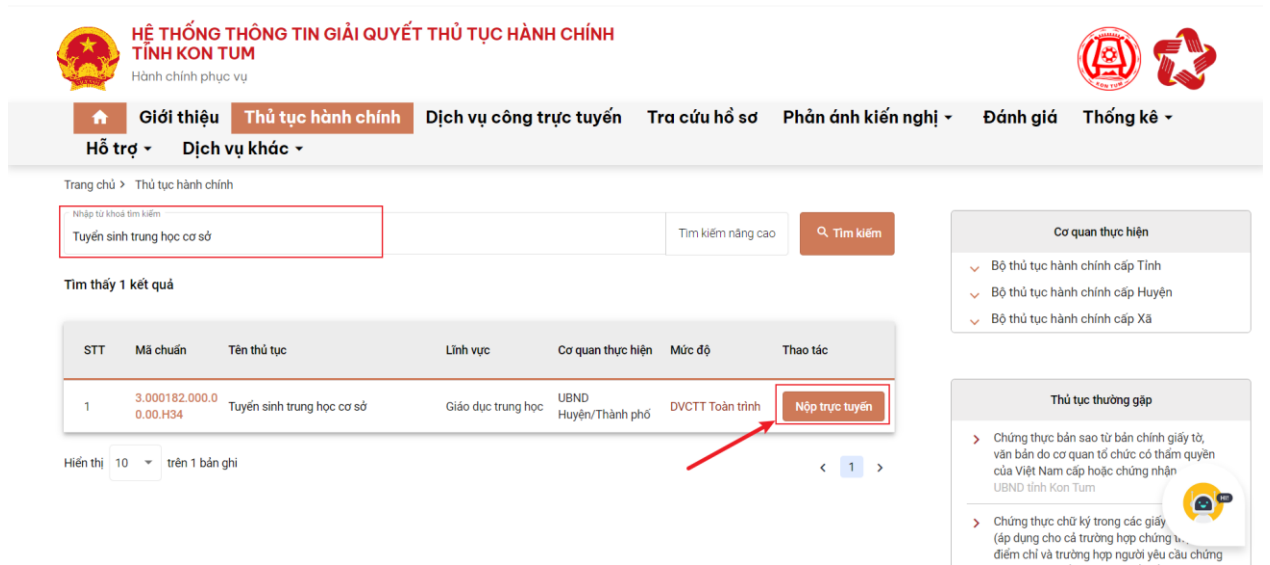 HỆ THỐNG THÔNG TIN GIẢI QUYẾT THỦ TỤC HÀNH CHÍNH
TỈNH KON TUM
Hành chính phục vụ
KON TUM
Giới thiệu Thủ tục hành chính Dịch vụ công trực tuyến Tra cứu hồ sơ Phản ánh kiến nghị Đánh giá Thống kê
Hỗ trợ Dịch vụ khác
Trang chủ > Thủ tục hành chính
Nhập từ khoá tìm kiếm
Tuyển sinh trung học cơ sở
Tìm kiếm nâng cao
Tìm kiếm
Tìm thấy 1 kết quả
STT Mã chuẩn Tên thủ tục Lĩnh vực Cơ quan thực hiện Mức độ Thao tác
1 3.000182.000.0
0.00.H34
Tuyển sinh trung học cơ sở
Giáo dục trung học
UBND
Huyện/Thành phố
DVCTT Toàn trình
Nộp trực tuyến
Hiển thị 10 trên 1 bản ghi
< 1 >
Cơ quan thực hiện
Bộ thủ tục hành chính cấp Tỉnh
Bộ thủ tục hành chính cấp Huyện
Bộ thủ tục hành chính cấp Xã
Thủ tục thường gặp
Chứng thực bản sao từ bản chính giấy tờ,
văn bản do cơ quan tổ chức có thẩm quyền
của Việt Nam cấp hoặc chứng nhận
UBND tỉnh Kon Tum
Chứng thực chữ ký trong các giấy
(áp dụng cho cả trường hợp chứng
điểm chỉ và trường hợp người yêu cầu chứng